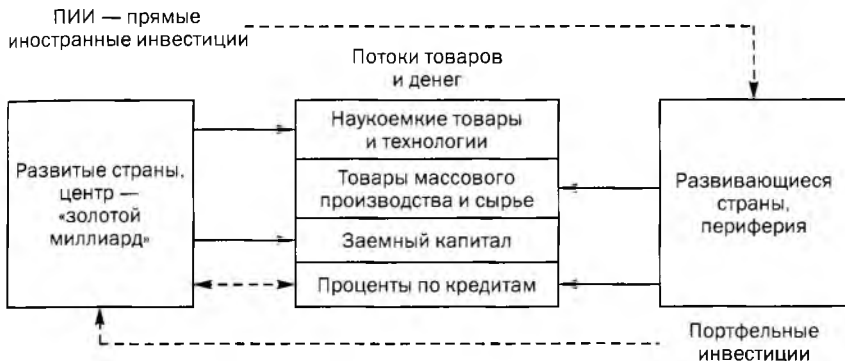 ПИИ — прямые
иностранные инвестиции
Потоки товаров
и денег
Развитые страны,
центр —
«золотой
миллиард»
Наукоемкие товары
и технологии
Товары массового
производства и сырье
Заемный капитал
Проценты по кредитам
Развивающиеся
страны,
периферия
Портфельные
инвестиции